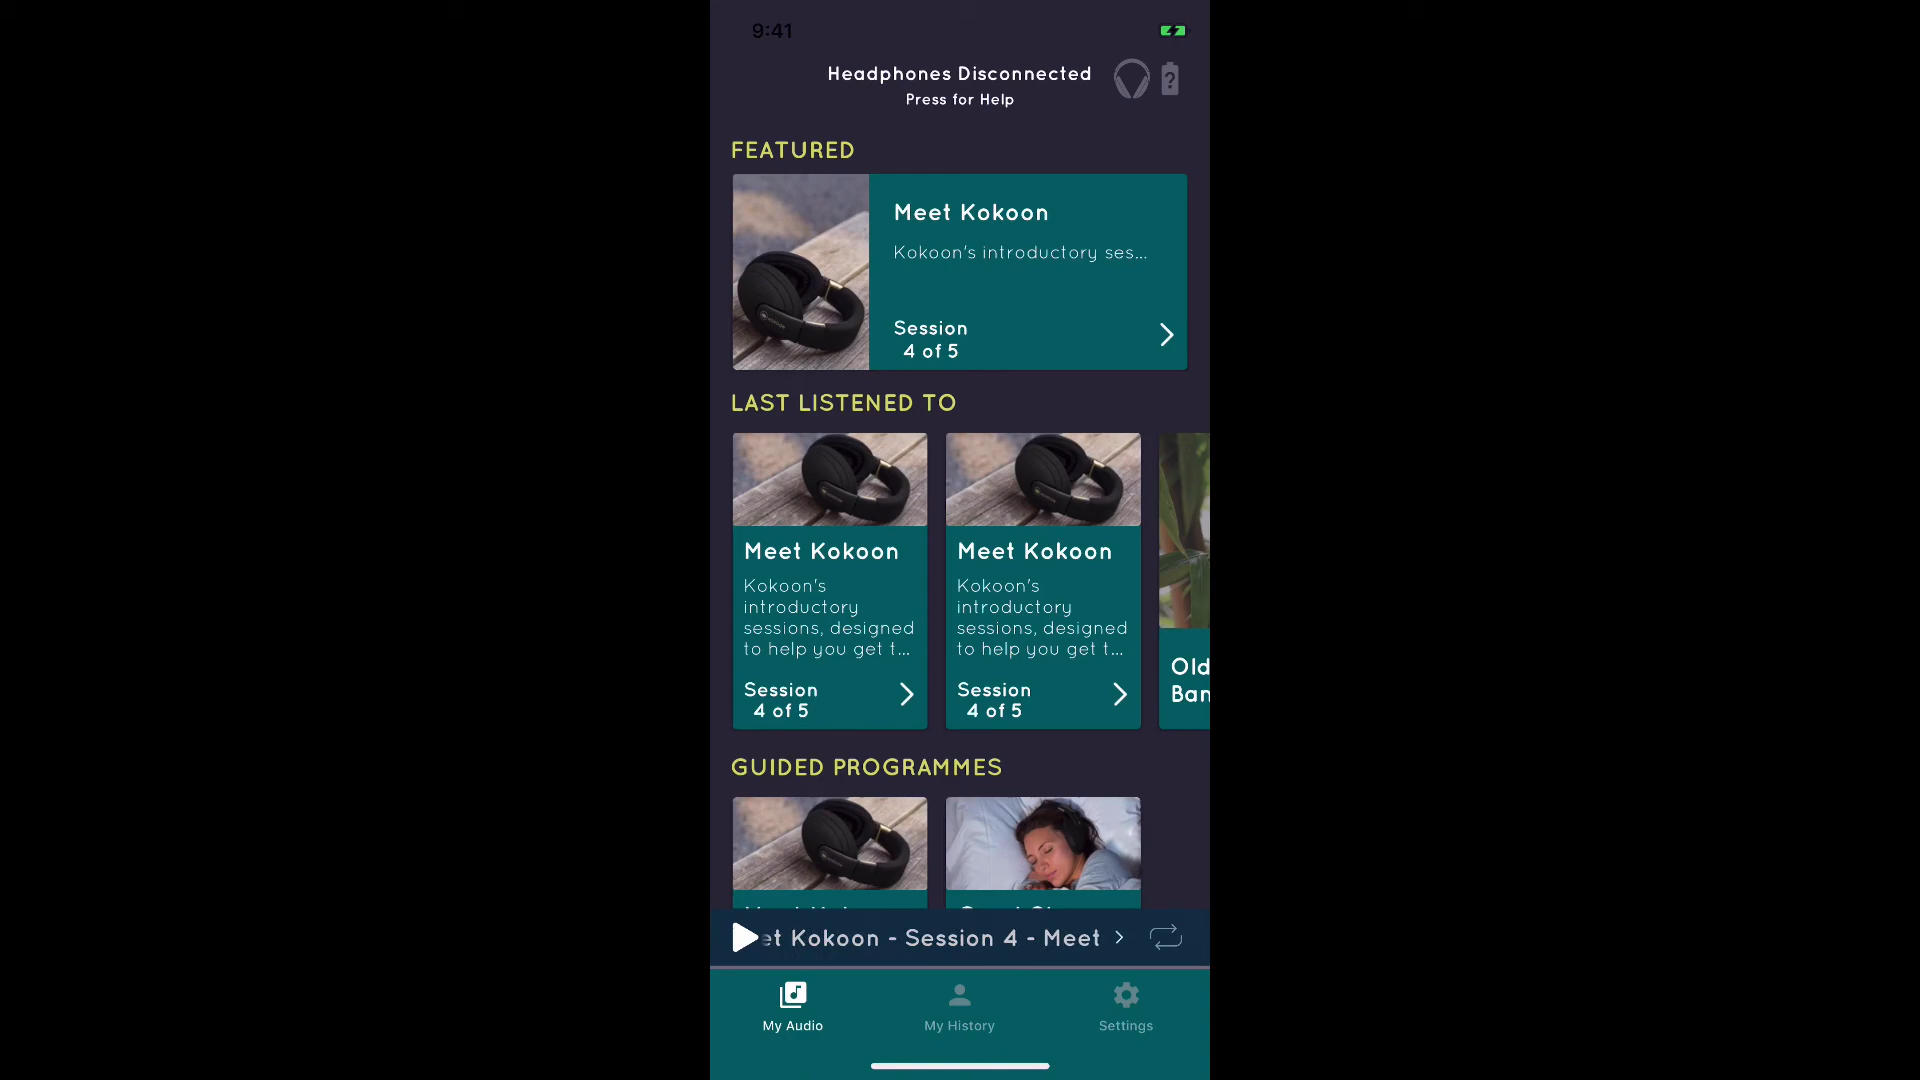 9:41
Headphones Disconnected
Press for Help
?
FEATURED
Meet Kokoon
Kokoon's introductory ses...
Session
4 of 5
LAST LISTENED TO
Meet Kokoon
Kokoon's
introductory
sessions, designed
to help you get t...
Session
4 of 5
Meet Kokoon
Kokoon's
introductory
sessions, designed
to help you get t...
Session
4 of 5
Old
Ban
GUIDED PROGRAMMES
et Kokoon - Session 4 - Meet
My Audio
My History
Settings